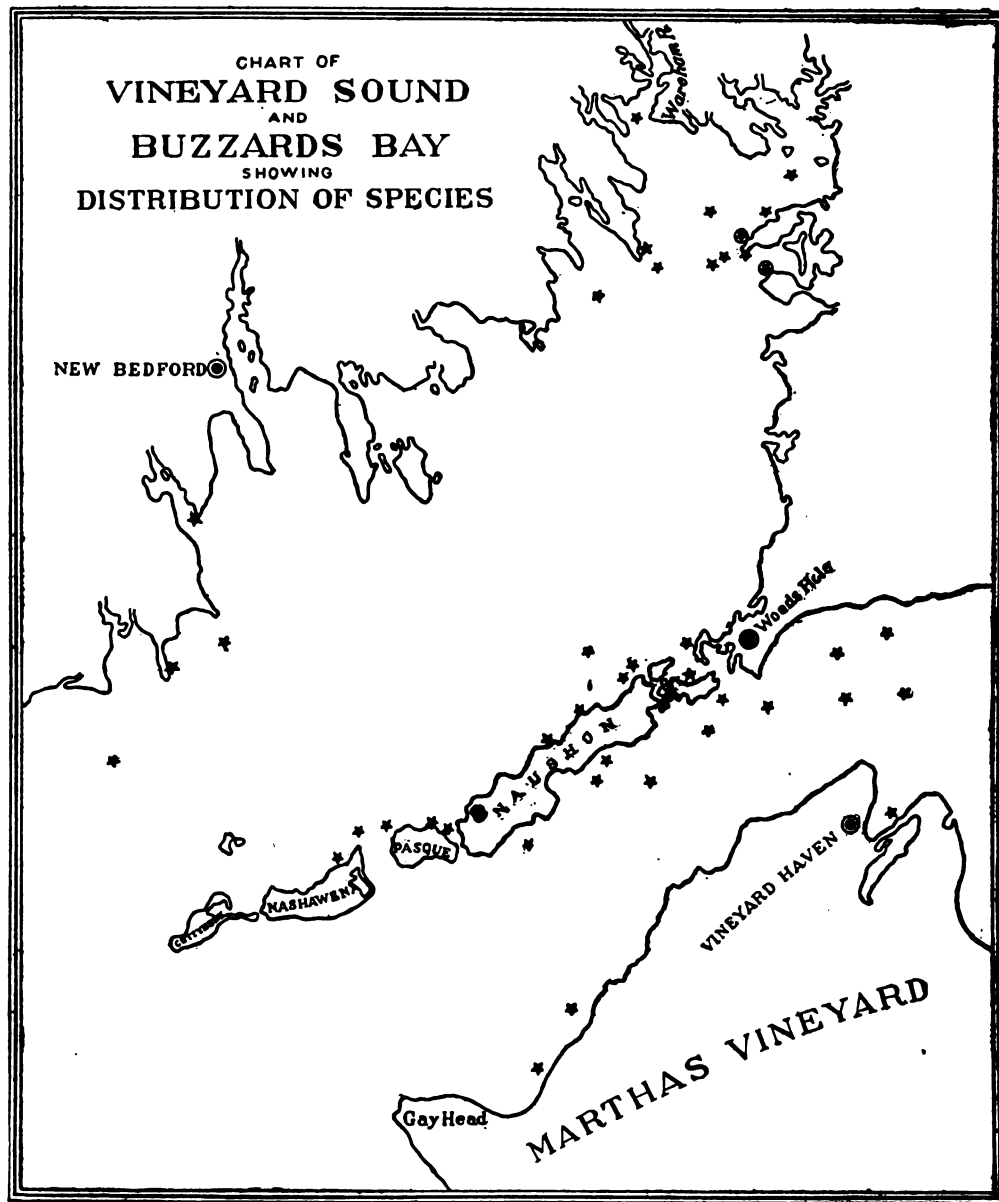 CHART OF
VINEYARD SOUND
AND
BUZZARDS BAY
SHOWING
DISTRIBUTION OF SPECIES
Wareham R.
NEW BEDFORD
Woods Hole
NAUSHON
PASQUE
NASHAWENA
VINEYARD HAVEN
MARTHAS VINEYARD
Gay Head